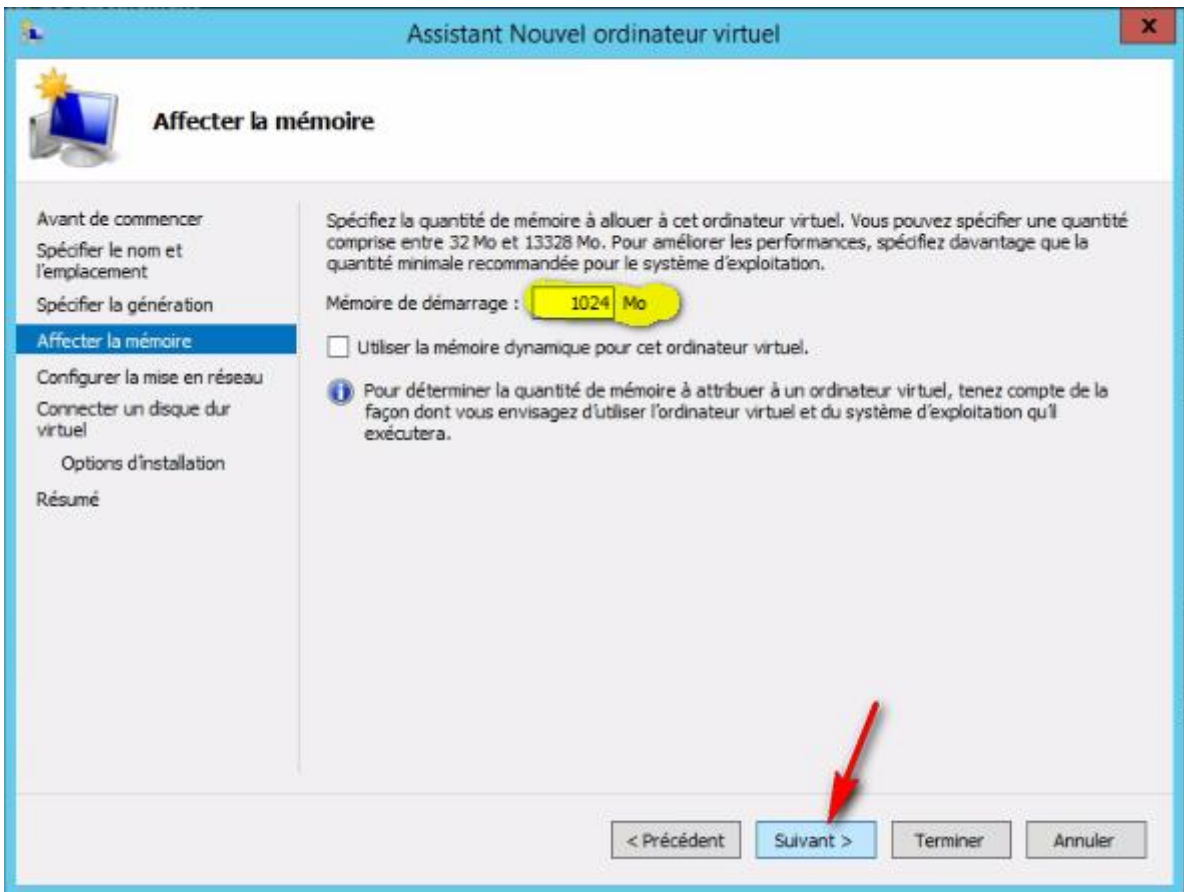 Assistant Nouvel ordinateur virtuel
x
Affecter la mémoire
Avant de commencer
Spécifier le nom et
l'emplacement
Spécifier la génération
Affecter la mémoire
Configurer la mise en réseau
Connecter un disque dur
virtuel
Options d'installation
Résumé
Spécifiez la quantité de mémoire à allouer à cet ordinateur virtuel. Vous pouvez spécifier une quantité
comprise entre 32 Mo et 13328 Mo. Pour améliorer les performances, spécifiez davantage que la
quantité minimale recommandée pour le système d'exploitation.
Mémoire de démarrage : 1024 Mo
Utiliser la mémoire dynamique pour cet ordinateur virtuel.
Pour déterminer la quantité de mémoire à attribuer à un ordinateur virtuel, tenez compte de la
façon dont vous envisagez d'utiliser l'ordinateur virtuel et du système d'exploitation qu'il
exécutera.
< Précédent
Suivant >
Terminer
Annuler